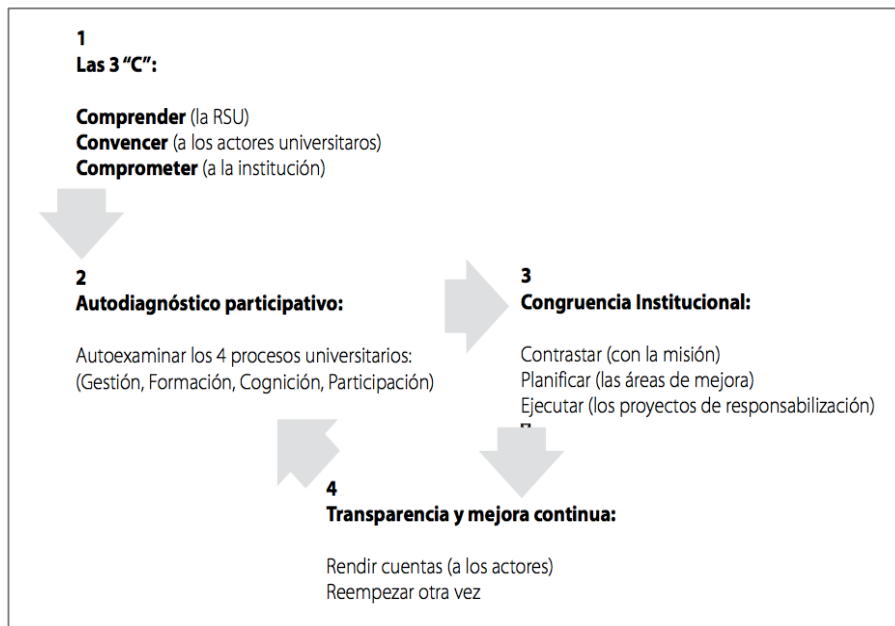 1
Las 3 “C”:
Comprender (la RSU)
Convencer (a los actores universitaros)
Comprometer (a la institución)
2
Autodiagnóstico participativo:
Autoexaminar los 4 procesos universitarios:
(Gestión, Formación, Cognición, Participación)
3
Congruencia Institucional:
Contrastar (con la misión)
Planificar (las áreas de mejora)
Ejecutar (los proyectos de responsabilización)
4
Transparencia y mejora continua:
Rendir cuentas (a los actores)
Reempezar otra vez